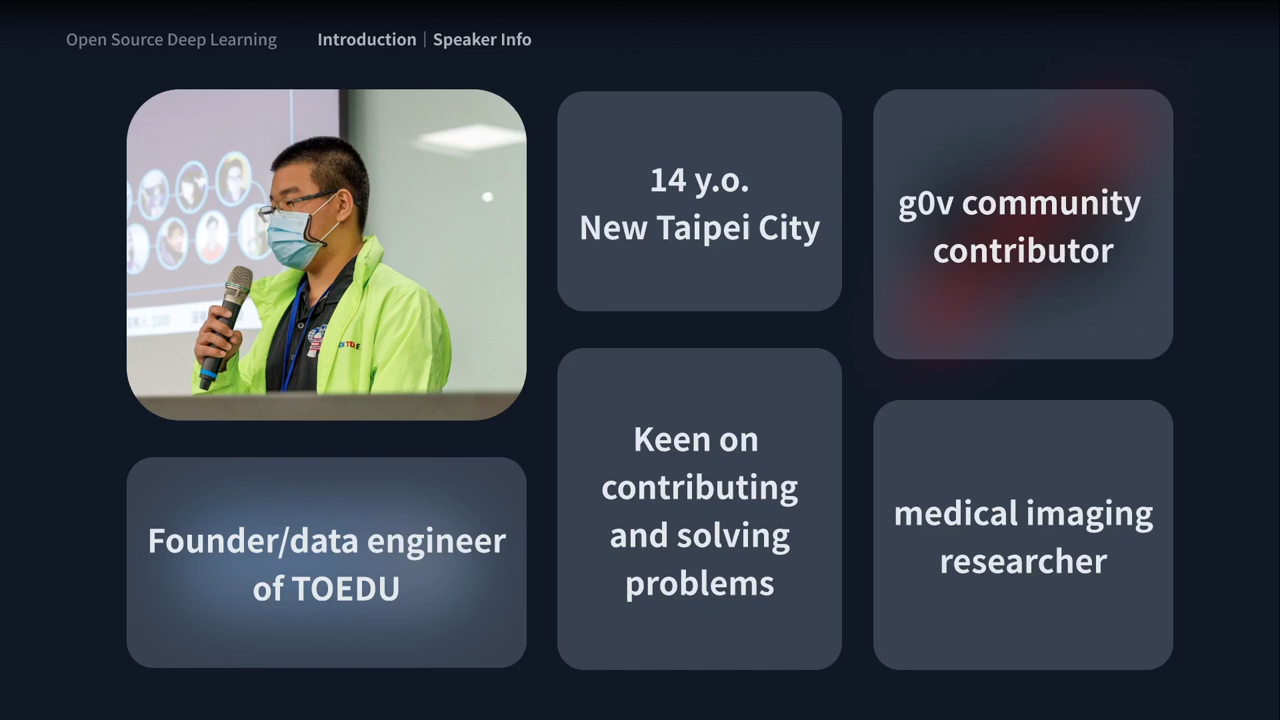 Open Source Deep Learning
Introduction | Speaker Info
14 y.o.
New Taipei City
g0v community
contributor
Founder/data engineer
of TOEDU
Keen on
contributing
and solving
problems
medical imaging
researcher